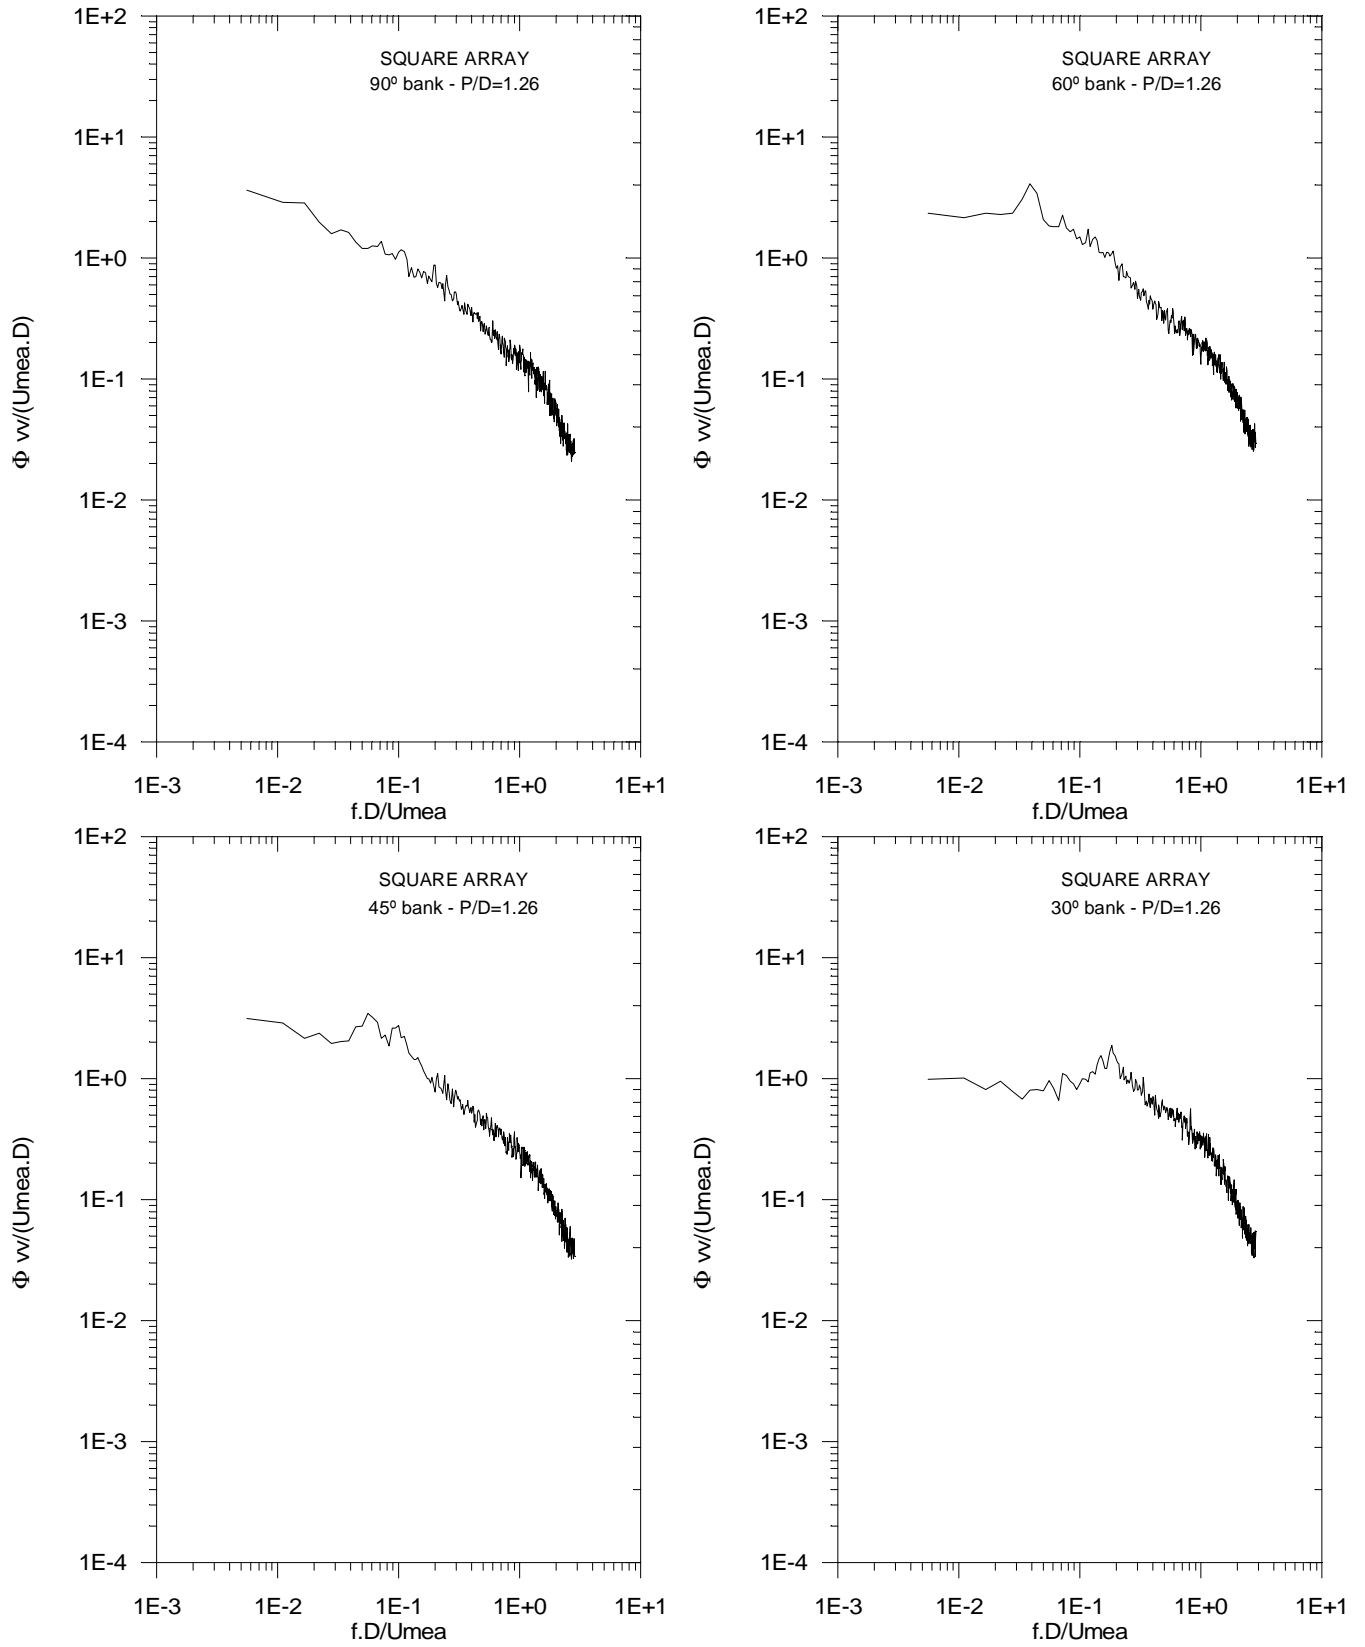 1E+2
1E+1
1E+0
1E-1
1E-2
1E-3
1E-4
Φ vv/(Umea.D)
SQUARE ARRAY
90º bank - P/D=1.26
1E-3 1E-2 1E-1 1E+0 1E+1
f.D/Umea
1E+2
1E+1
1E+0
1E-1
1E-2
1E-3
1E-4
Φ vv/(Umea.D)
SQUARE ARRAY
60º bank - P/D=1.26
1E-3 1E-2 1E-1 1E+0 1E+1
f.D/Umea
1E+2
1E+1
1E+0
1E-1
1E-2
1E-3
1E-4
Φ vv/(Umea.D)
SQUARE ARRAY
45º bank - P/D=1.26
1E-3 1E-2 1E-1 1E+0 1E+1
f.D/Umea
1E+2
1E+1
1E+0
1E-1
1E-2
1E-3
1E-4
Φ vv/(Umea.D)
SQUARE ARRAY
30º bank - P/D=1.26
1E-3 1E-2 1E-1 1E+0 1E+1
f.D/Umea